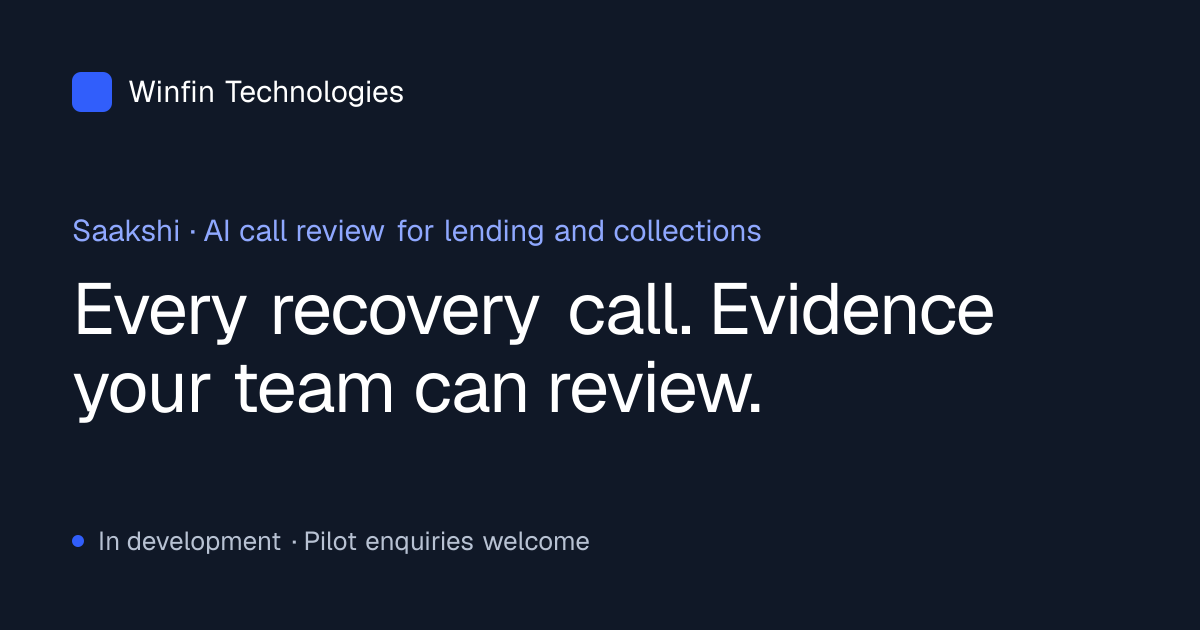 Winfin Technologies
Saakshi · AI call review for lending and collections
Every recovery call. Evidence
your team can review.
In development · Pilot enquiries welcome